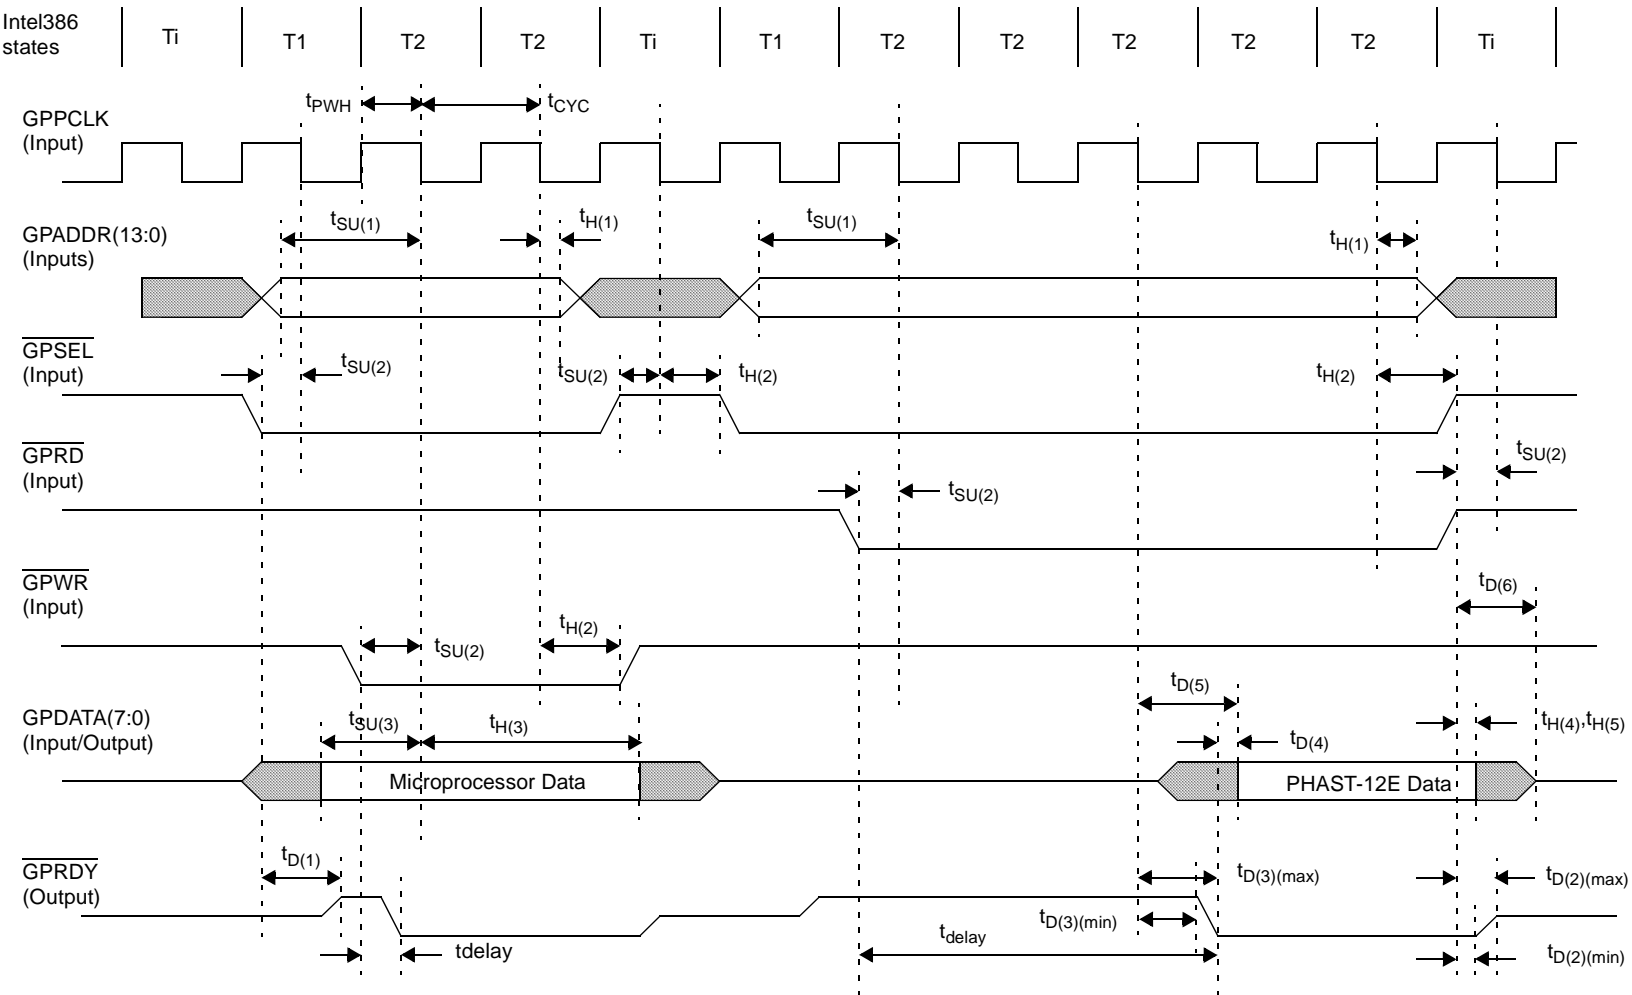 Intel386
states
Ti T1 T2 T2 Ti T1 T2 T2 T2 T2 T2 Ti
tPWH tCYC
GPPCLK
(Input)
tSU(1) tH(1) tSU(1) tH(1)
GPADDR(13:0)
(Inputs)
GPSEL
(Input)
tSU(2) tSU(2) tH(2) tH(2)
GPRD
(Input)
tSU(2) tSU(2)
GPWR
(Input)
tSU(2) tH(2) tD(6)
GPDATA(7:0)
(Input/Output)
tSU(3) tH(3) tD(5) tD(4) tH(4),tH(5)
Microprocessor Data PHAST-12E Data
GPRDY
(Output)
tD(1) tD(3)(max) tD(2)(max)
tD(3)(min)
tdelay tdelay tD(2)(min)